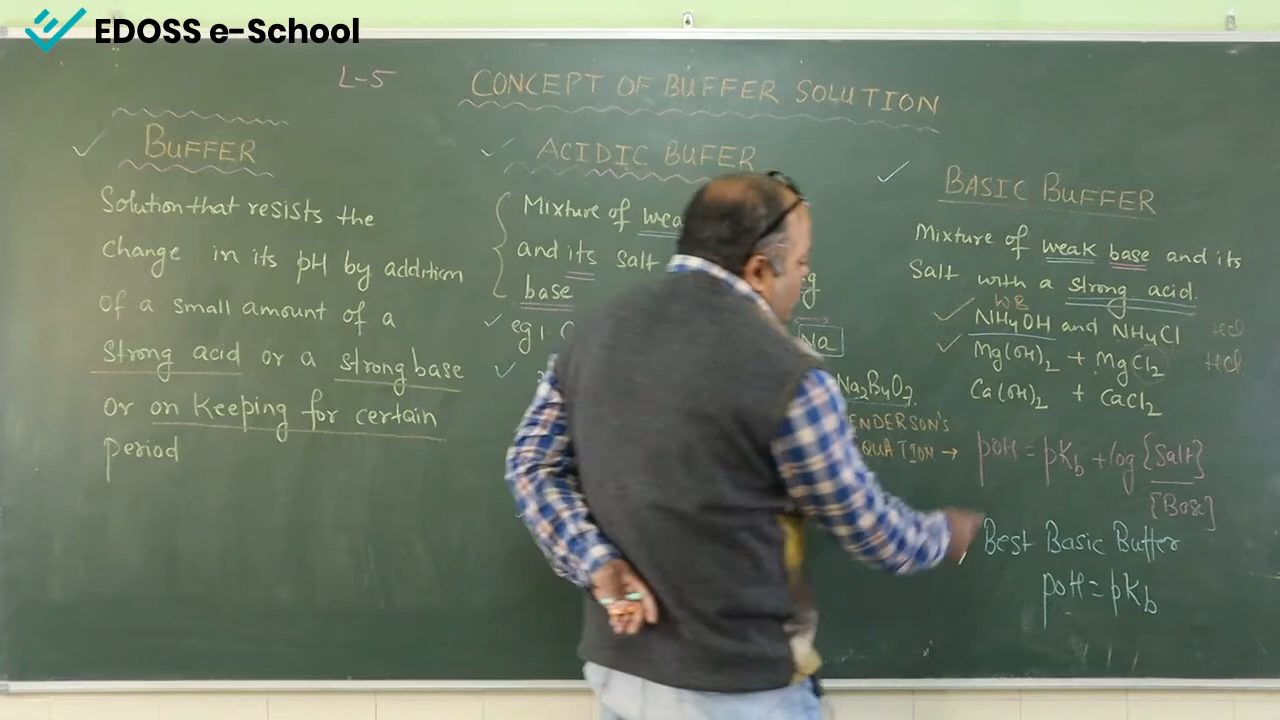 EDOSS e-School
L-5
CONCEPT OF BUFFER SOLUTION
BUFFER
Solution that resists the
change in its pH by addition
of a small amount of a
strong acid or a strong base
or on keeping for certain
period
ACIDIC BUFER
Mixture of
and its salt
base
eg 1
Na
Na2B4O7
ENDERSON'S
QUATION →
BASIC BUFFER
Mixture of weak base and its
Salt with a strong acid.
WB
NH4OH and NH4Cl HCl
Mg(OH)2 + MgCl2 HCl
Ca(OH)2 + CaCl2
pOH = pKb + log [Salt]
[Base]
Best Basic Buffer
pOH = pKb